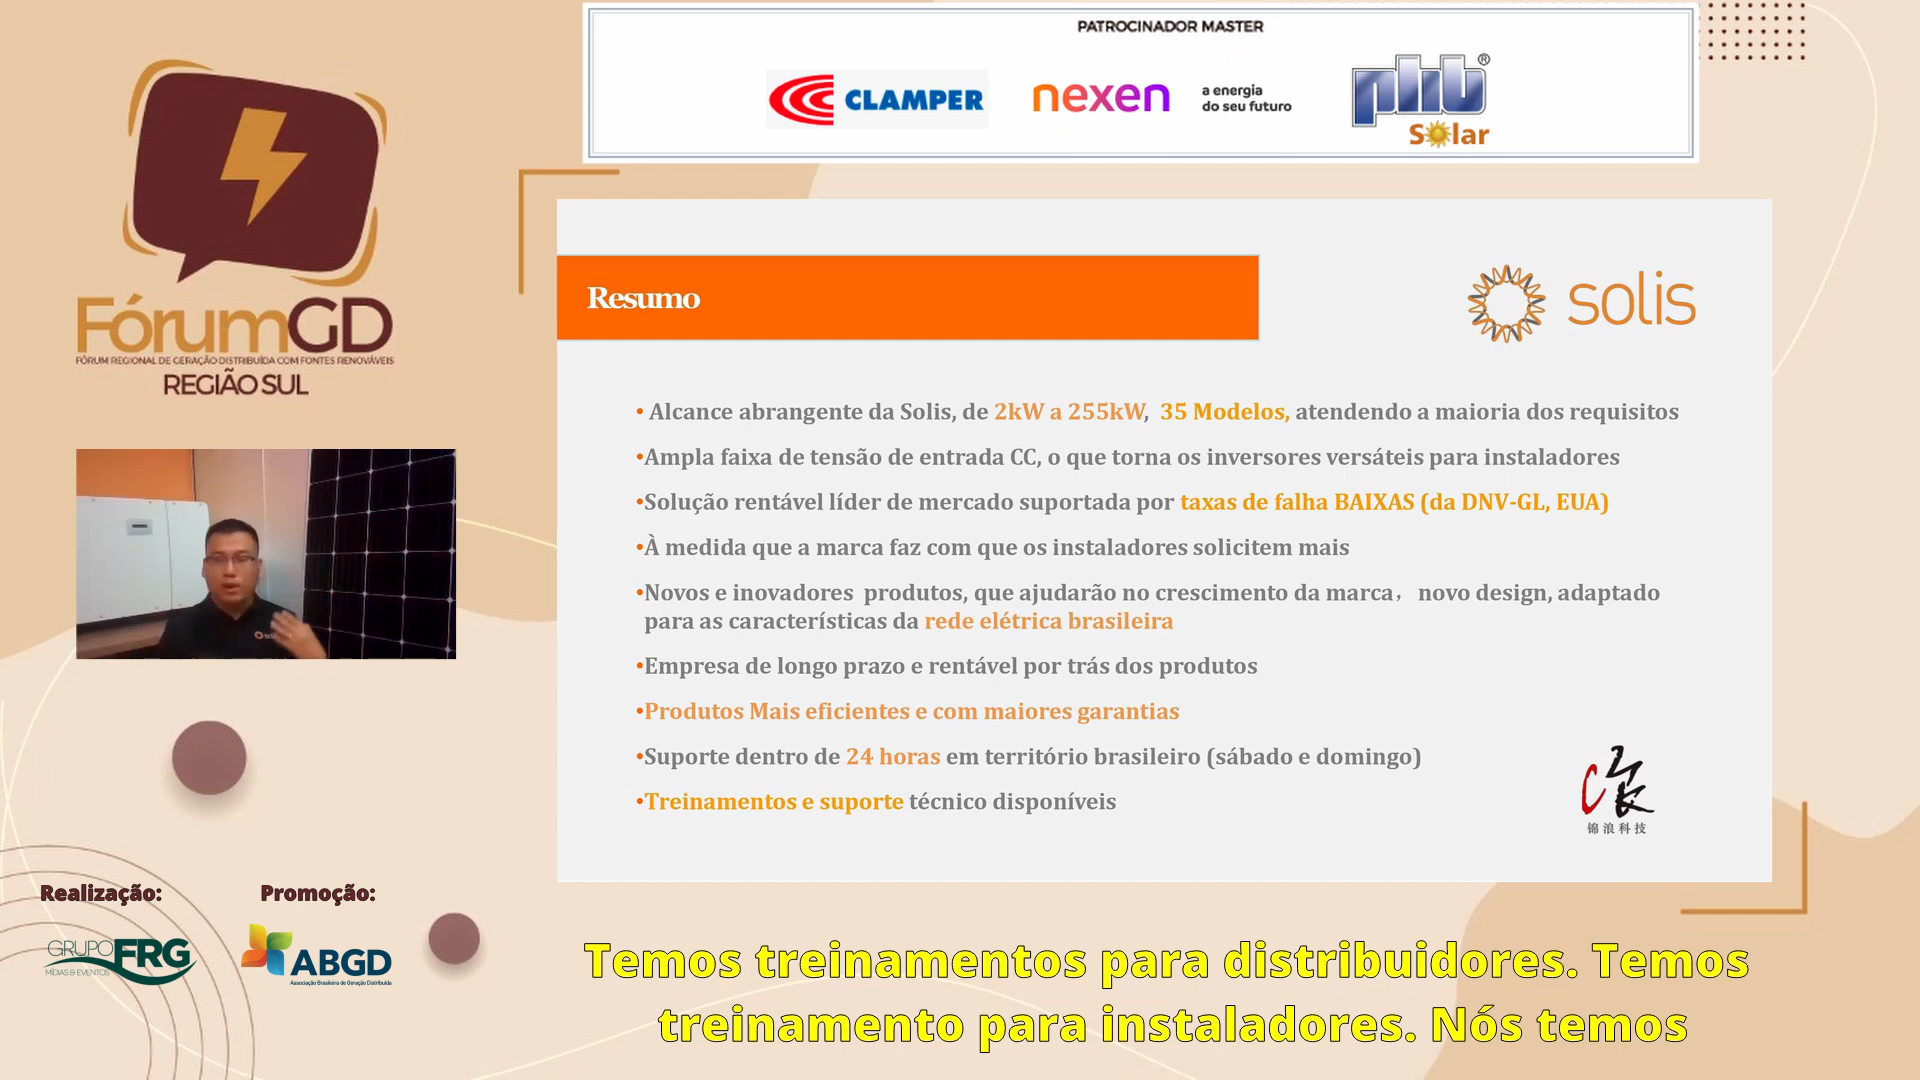 PATROCINADOR MASTER
CLAMPER
nexen
a energia
do seu futuro
phb®
Solar
FórumGD
FÓRUM REGIONAL DE GERAÇÃO DISTRIBUÍDA COM FONTES RENOVÁVEIS
REGIÃO SUL
Resumo
solis
• Alcance abrangente da Solis, de 2kW a 255kW, 35 Modelos, atendendo a maioria dos requisitos
•Ampla faixa de tensão de entrada CC, o que torna os inversores versáteis para instaladores
•Solução rentável líder de mercado suportada por taxas de falha BAIXAS (da DNV-GL, EUA)
•À medida que a marca faz com que os instaladores solicitem mais
•Novos e inovadores produtos, que ajudarão no crescimento da marca， novo design, adaptado
para as características da rede elétrica brasileira
•Empresa de longo prazo e rentável por trás dos produtos
•Produtos Mais eficientes e com maiores garantias
•Suporte dentro de 24 horas em território brasileiro (sábado e domingo)
•Treinamentos e suporte técnico disponíveis
锦浪科技
Realização:
Promoção:
GRUPO FRG
MÍDIAS & EVENTOS
ABGD
Associação Brasileira de Geração Distribuída
Temos treinamentos para distribuidores. Temos
treinamento para instaladores. Nós temos